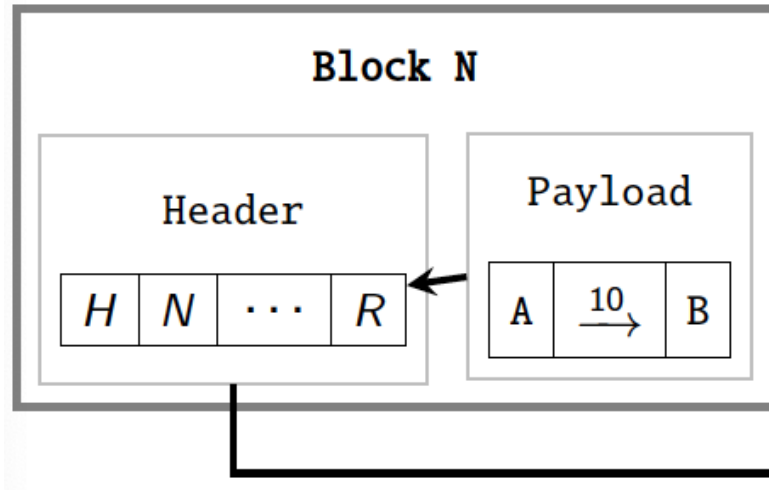 Block N
Header
H N ··· R
Payload
A 10 → B